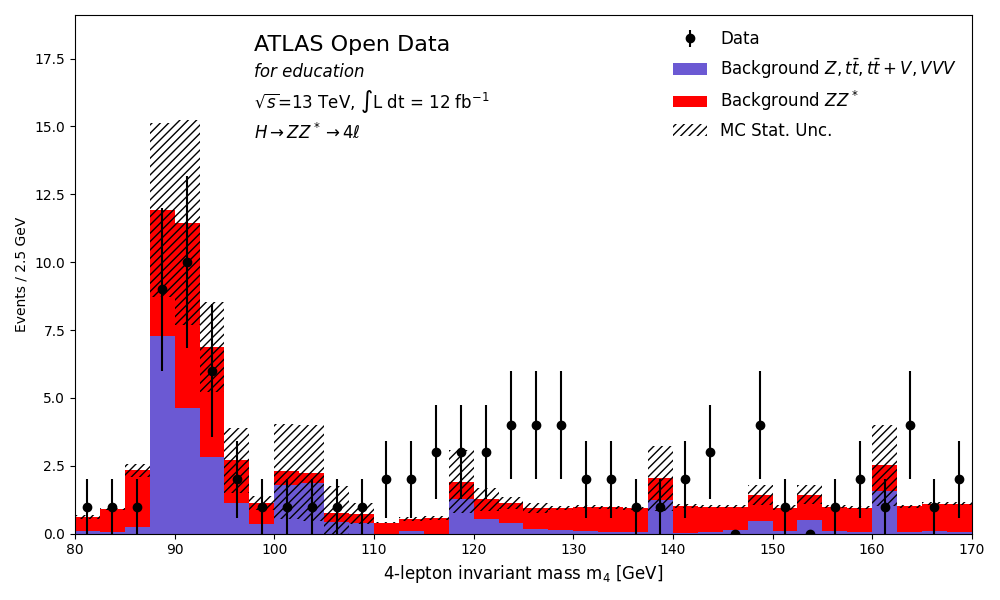 ATLAS Open Data
for education
√s=13 TeV, ∫L dt = 12 fb⁻¹
H → ZZ* → 4ℓ
Data
Background Z, tt̄, tt̄ + V, VVV
Background ZZ*
MC Stat. Unc.
Events / 2.5 GeV
17.5
15.0
12.5
10.0
7.5
5.0
2.5
0.0
80 90 100 110 120 130 140 150 160 170
4-lepton invariant mass m₄ [GeV]